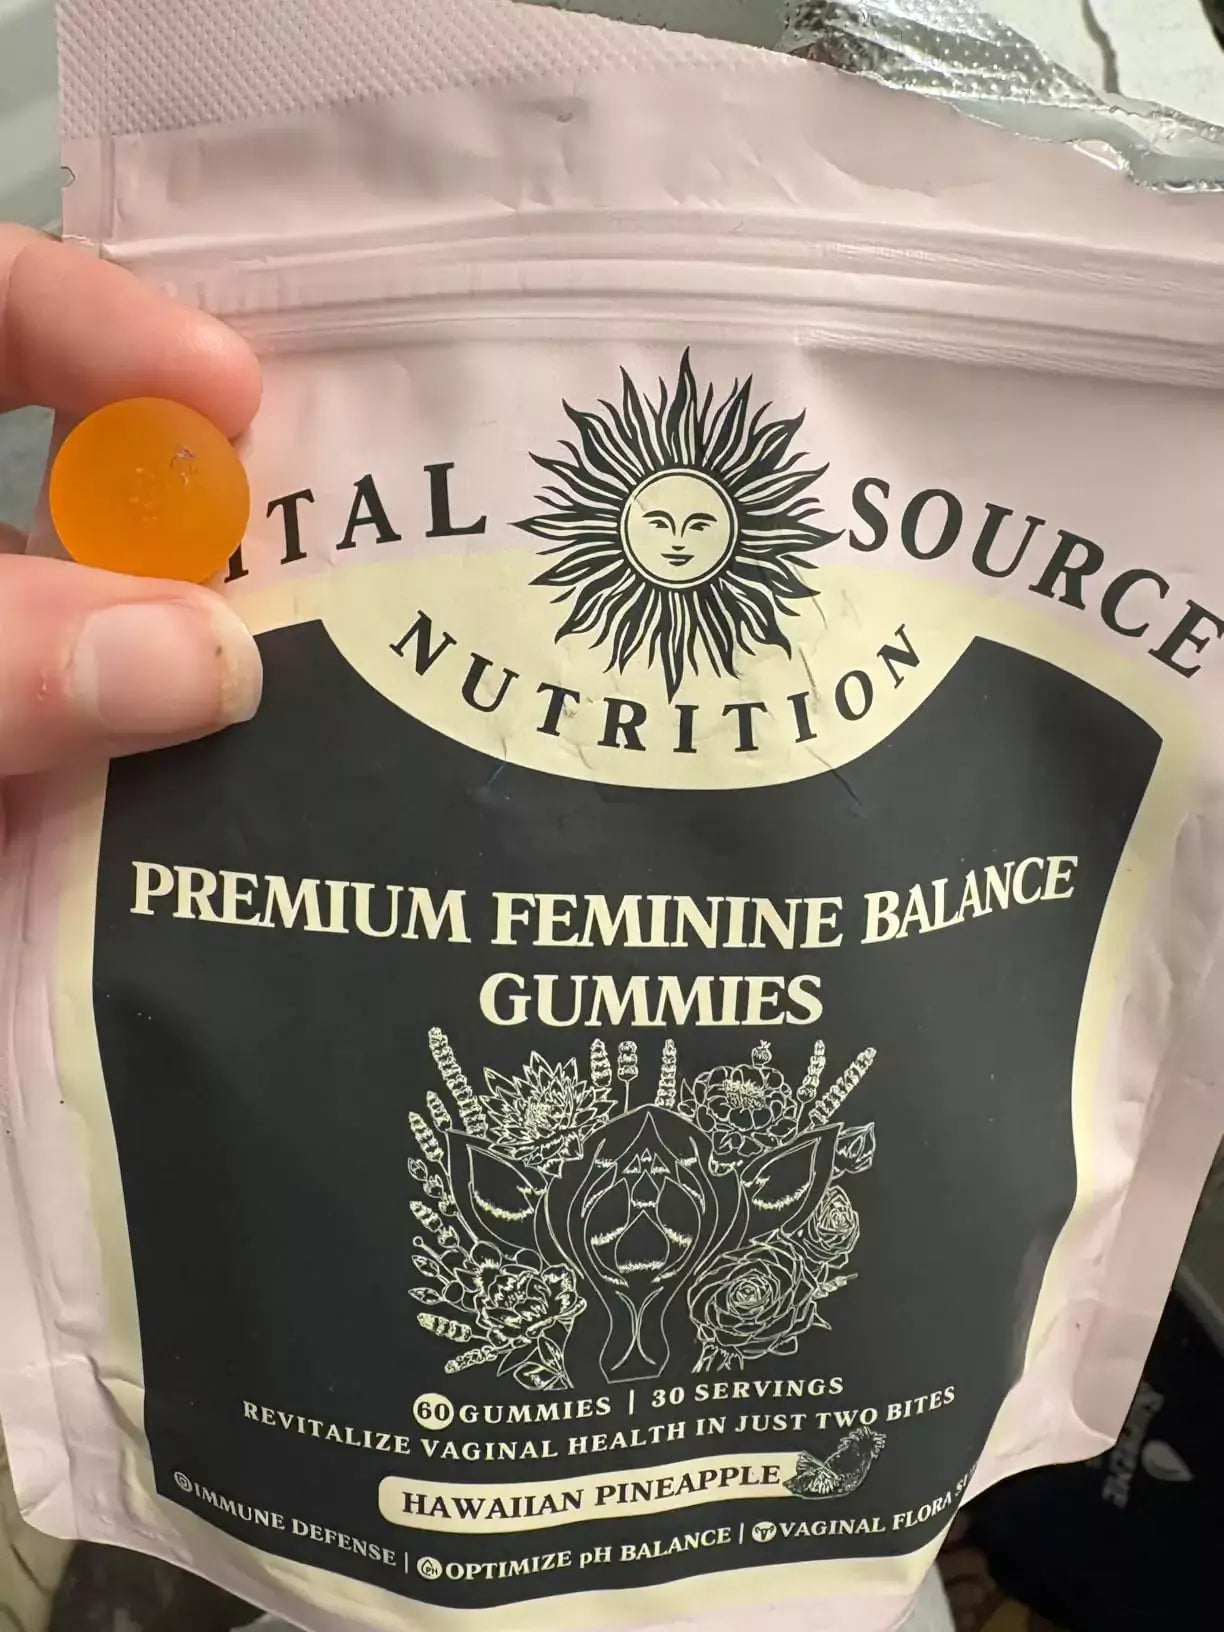 ITAL SOURCE
NUTRITION
PREMIUM FEMININE BALANCE
GUMMIES
60 GUMMIES | 30 SERVINGS
REVITALIZE VAGINAL HEALTH IN JUST TWO BITES
HAWAIIAN PINEAPPLE
IMMUNE DEFENSE | OPTIMIZE pH BALANCE | VAGINAL FLORA